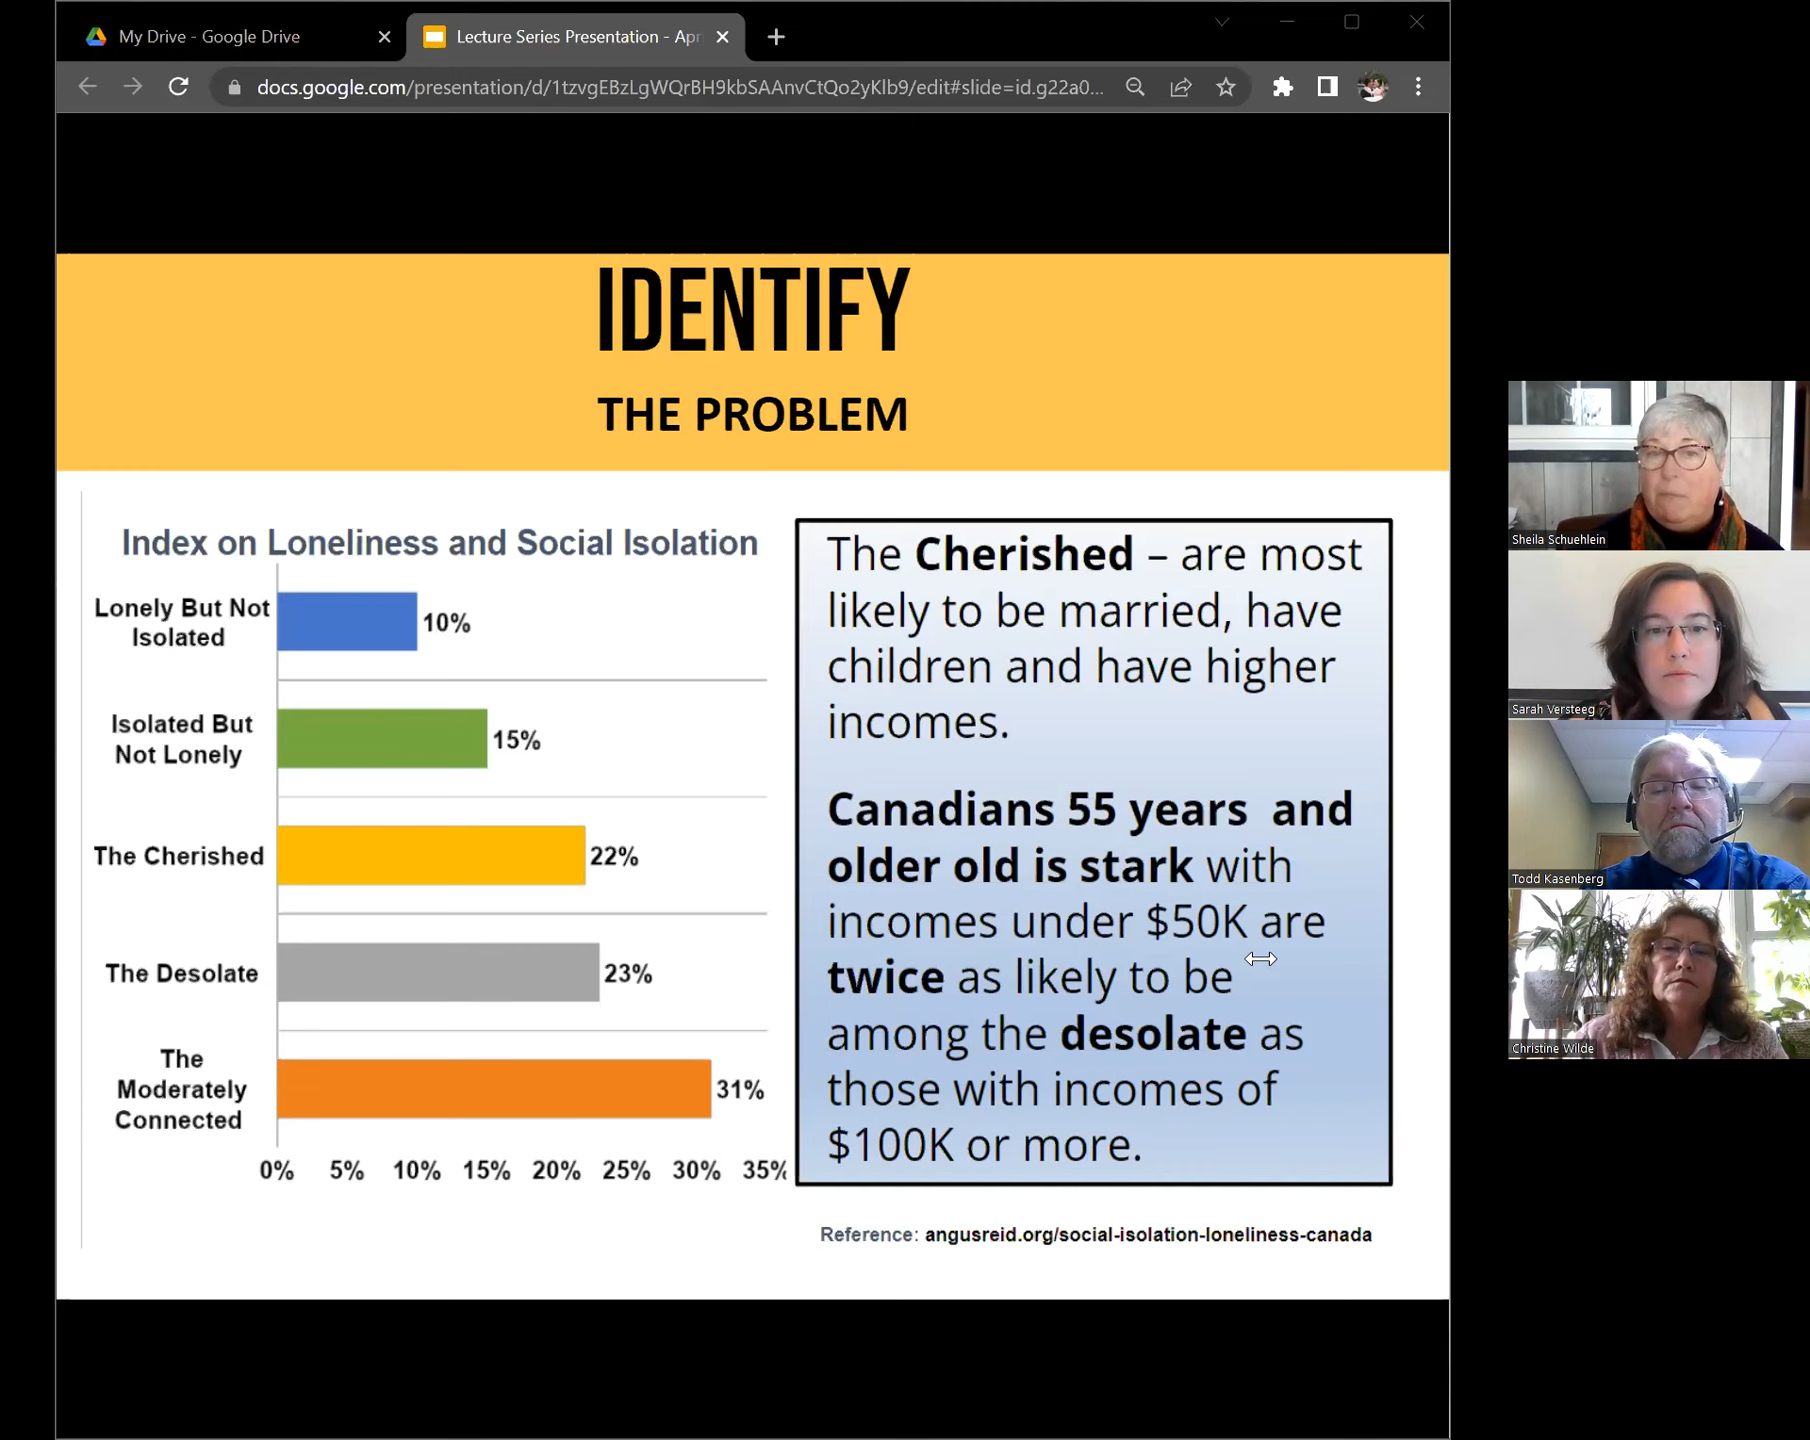 My Drive - Google Drive
Lecture Series Presentation - Apr
docs.google.com/presentation/d/1tzvgEBzLgWQrBH9kbSAAnvCtQo2yKlb9/edit#slide=id.g22a0...
IDENTIFY
THE PROBLEM
Index on Loneliness and Social Isolation
Lonely But Not
Isolated
10%
Isolated But
Not Lonely
15%
The Cherished
22%
The Desolate
23%
The
Moderately
Connected
31%
0% 5% 10% 15% 20% 25% 30% 35%
The Cherished – are most
likely to be married, have
children and have higher
incomes.
Canadians 55 years and
older old is stark with
incomes under $50K are
twice as likely to be
among the desolate as
those with incomes of
$100K or more.
Reference: angusreid.org/social-isolation-loneliness-canada
Sheila Schuehlein
Sarah Versteeg
Todd Kasenberg
Christine Wilde